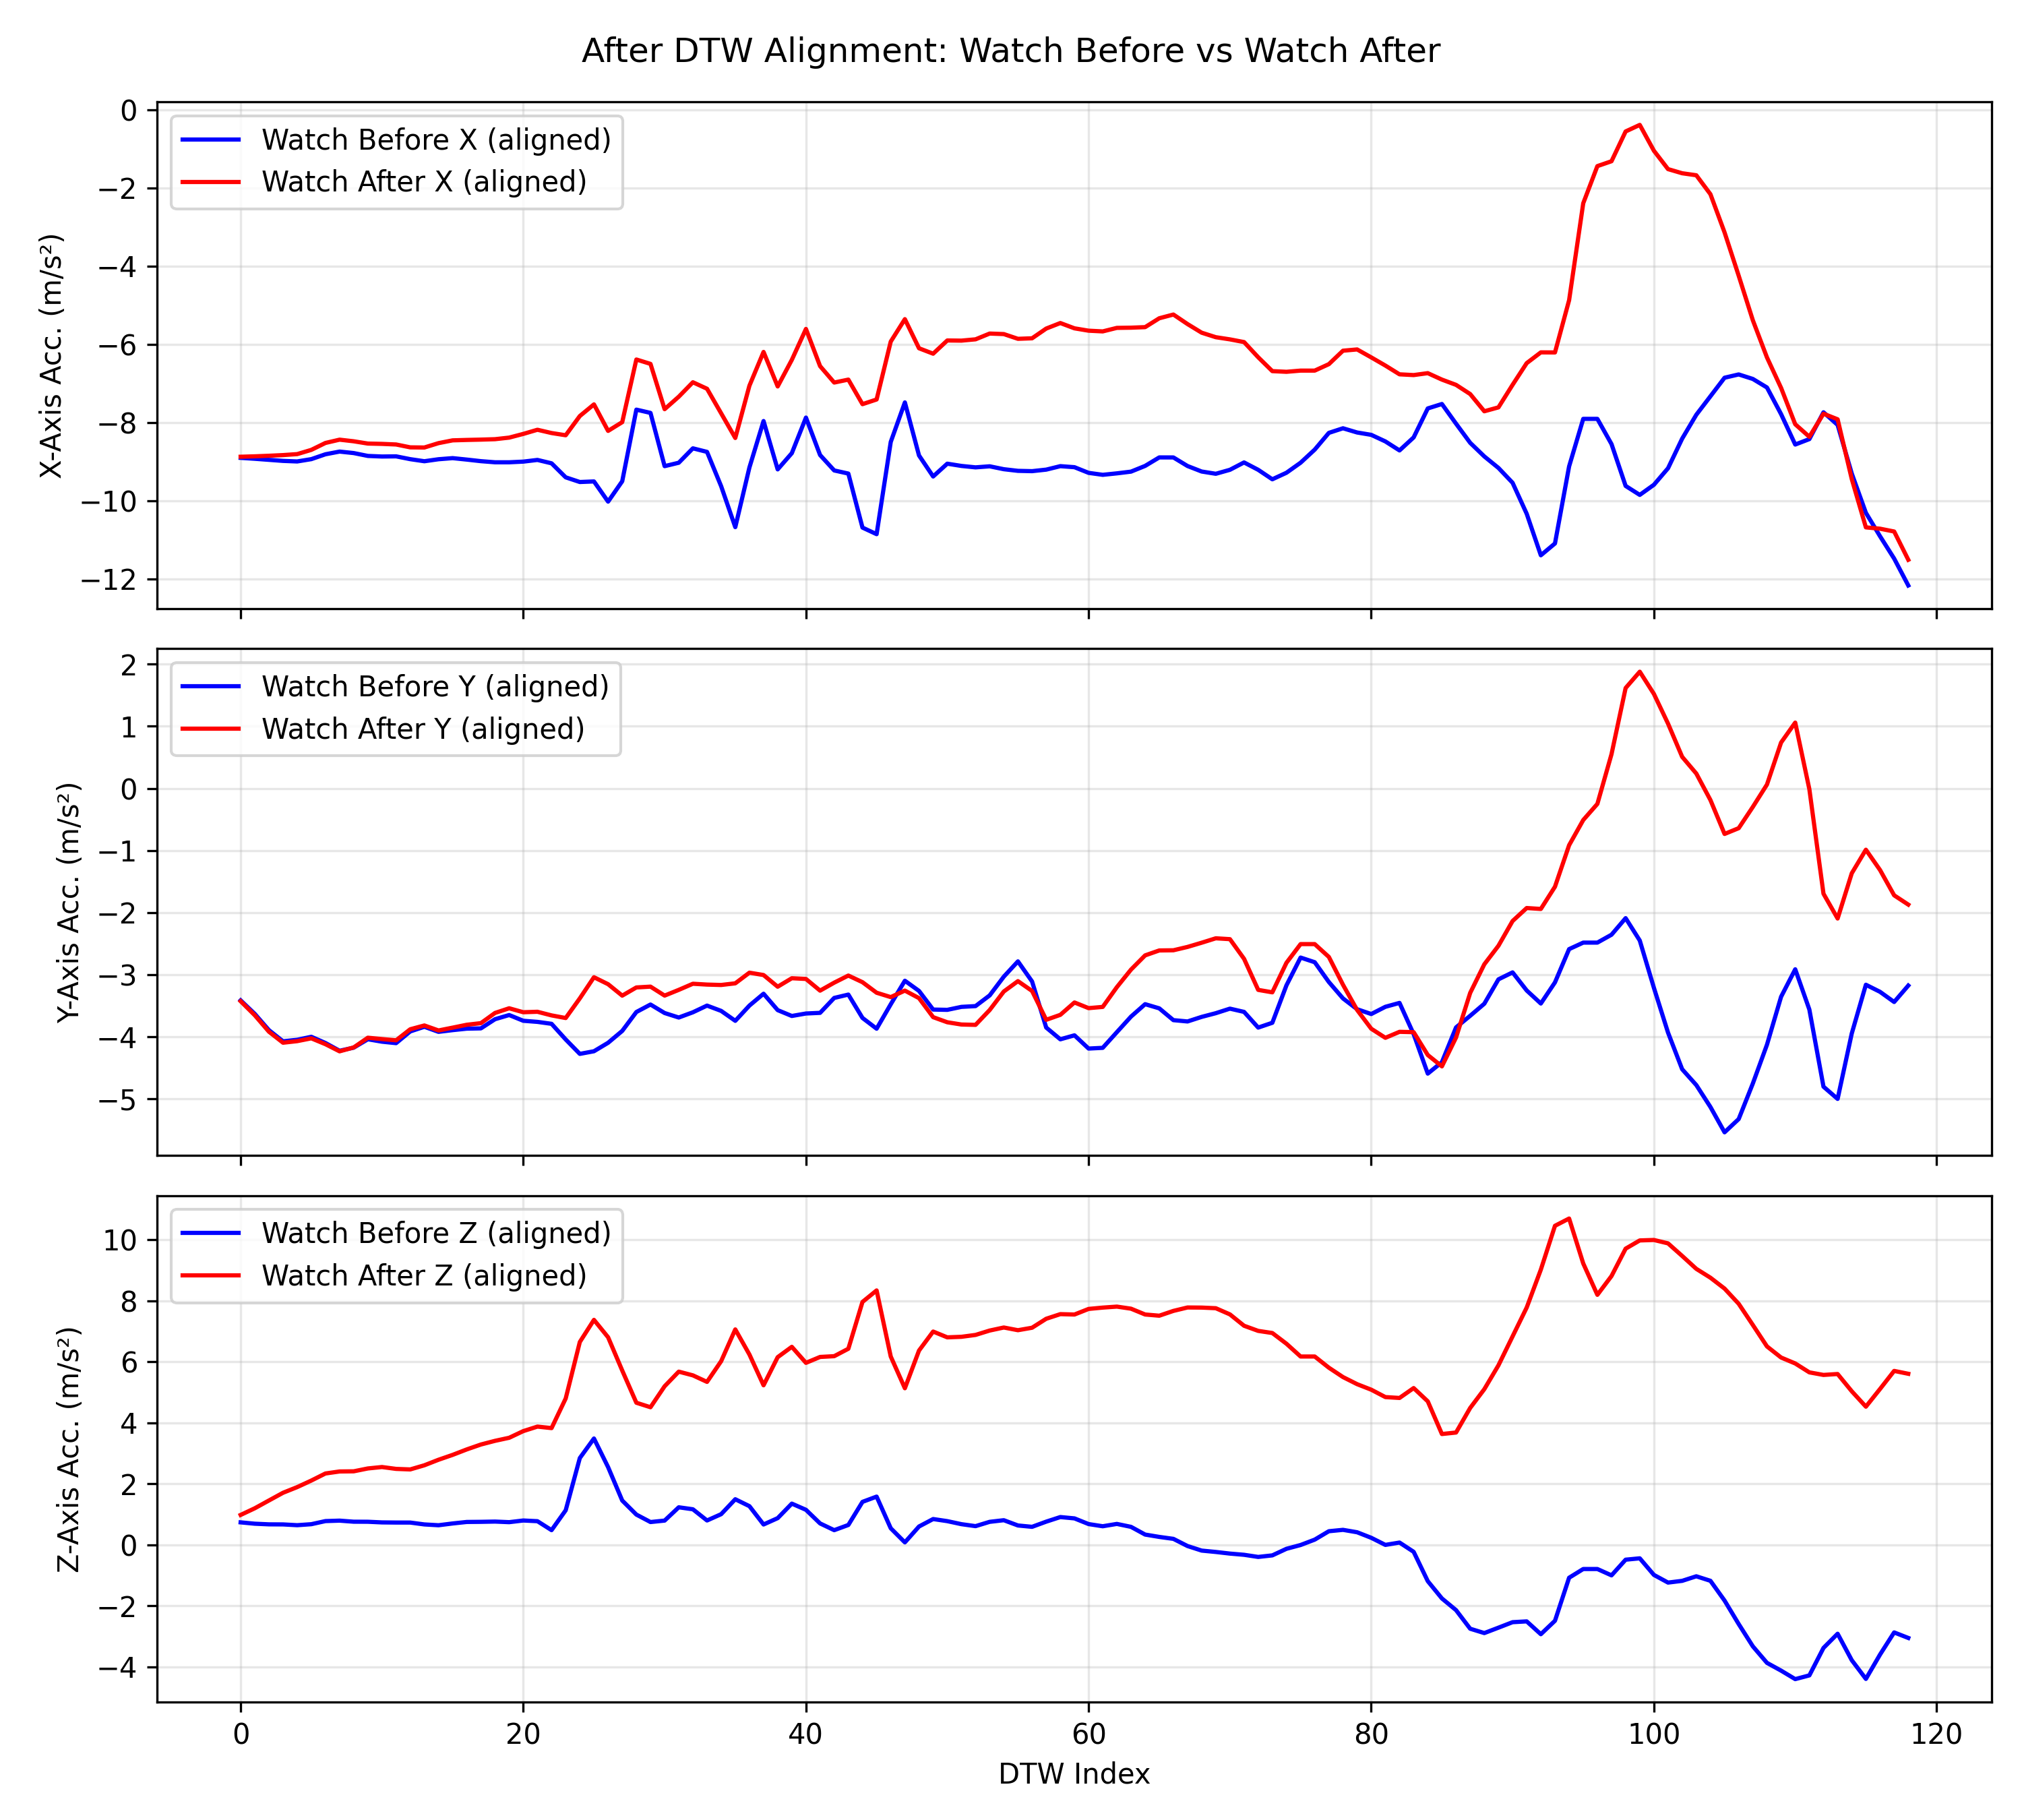 After DTW Alignment: Watch Before vs Watch After
0
−2
−4
−6
−8
−10
−12
X-Axis Acc. (m/s²)
Watch Before X (aligned)
Watch After X (aligned)
2
1
0
−1
−2
−3
−4
−5
Y-Axis Acc. (m/s²)
Watch Before Y (aligned)
Watch After Y (aligned)
10
8
6
4
2
0
−2
−4
Z-Axis Acc. (m/s²)
Watch Before Z (aligned)
Watch After Z (aligned)
0 20 40 60 80 100 120
DTW Index